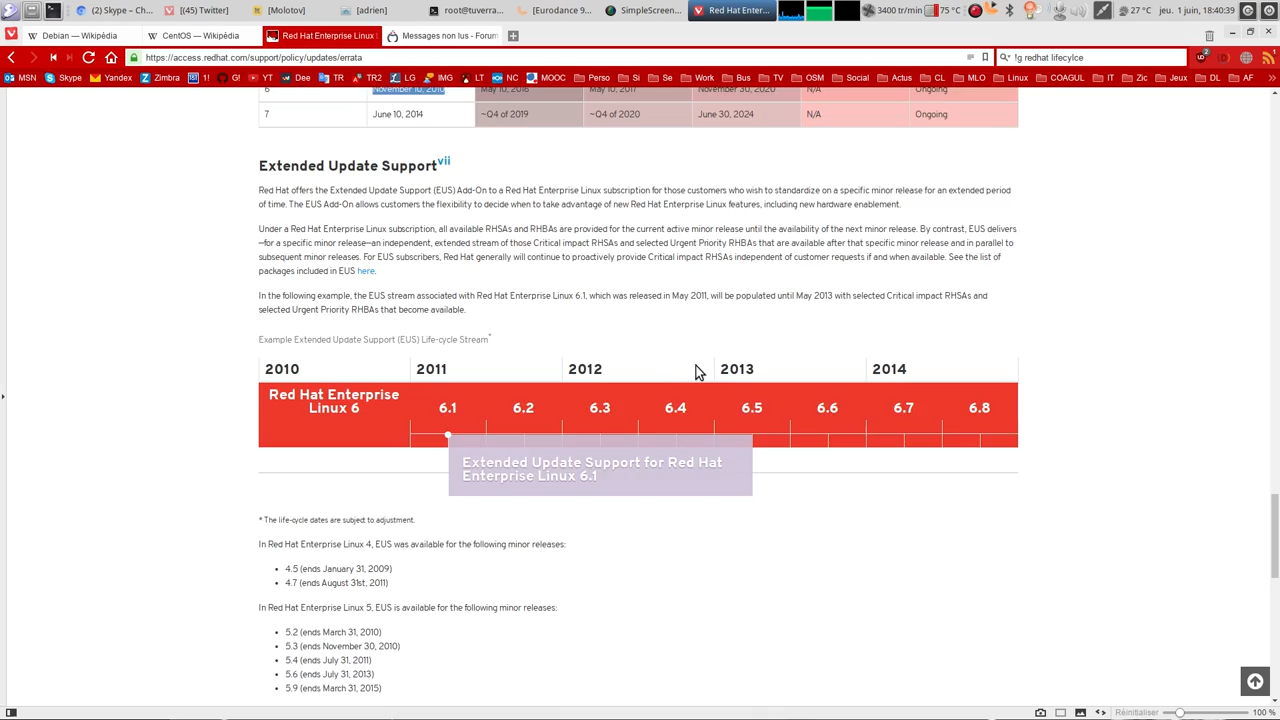 (2) Skype - Ch...
[(45) Twitter]
[Molotov]
[adrien]
root@tuverra...
[Eurodance 9...
SimpleScreen...
Red Hat Enter...
3400 tr/min
75 °C
27 °C
jeu. 1 juin, 18:40:39
Debian — Wikipédia
CentOS — Wikipédia
Red Hat Enterprise Linux
Messages non lus - Forum
https://access.redhat.com/support/policy/updates/errata
!g redhat lifecylce
MSN Skype Yandex Zimbra 1! G! YT Dee TR TR2 LG IMG LT NC MOOC Perso Si Se Work Bus TV OSM Social Actus CL MLO Linux COAGUL IT Zic Jeux DL AF
6 November 10, 2010 May 10, 2016 May 10, 2017 November 30, 2020 N/A Ongoing
7 June 10, 2014 ~Q4 of 2019 ~Q4 of 2020 June 30, 2024 N/A Ongoing
Extended Update Support vii
Red Hat offers the Extended Update Support (EUS) Add-On to a Red Hat Enterprise Linux subscription for those customers who wish to standardize on a specific minor release for an extended period
of time. The EUS Add-On allows customers the flexibility to decide when to take advantage of new Red Hat Enterprise Linux features, including new hardware enablement.
Under a Red Hat Enterprise Linux subscription, all available RHSAs and RHBAs are provided for the current active minor release until the availability of the next minor release. By contrast, EUS delivers
—for a specific minor release—an independent, extended stream of those Critical impact RHSAs and selected Urgent Priority RHBAs that are available after that specific minor release and in parallel to
subsequent minor releases. For EUS subscribers, Red Hat generally will continue to proactively provide Critical impact RHSAs independent of customer requests if and when available. See the list of
packages included in EUS here.
In the following example, the EUS stream associated with Red Hat Enterprise Linux 6.1, which was released in May 2011, will be populated until May 2013 with selected Critical impact RHSAs and
selected Urgent Priority RHBAs that become available.
Example Extended Update Support (EUS) Life-cycle Stream*
2010 2011 2012 2013 2014
Red Hat Enterprise
Linux 6
6.1 6.2 6.3 6.4 6.5 6.6 6.7 6.8
Extended Update Support for Red Hat
Enterprise Linux 6.1
* The life-cycle dates are subject to adjustment.
In Red Hat Enterprise Linux 4, EUS was available for the following minor releases:
• 4.5 (ends January 31, 2009)
• 4.7 (ends August 31st, 2011)
In Red Hat Enterprise Linux 5, EUS is available for the following minor releases:
• 5.2 (ends March 31, 2010)
• 5.3 (ends November 30, 2010)
• 5.4 (ends July 31, 2011)
• 5.6 (ends July 31, 2013)
• 5.9 (ends March 31, 2015)
Réinitialiser
100 %